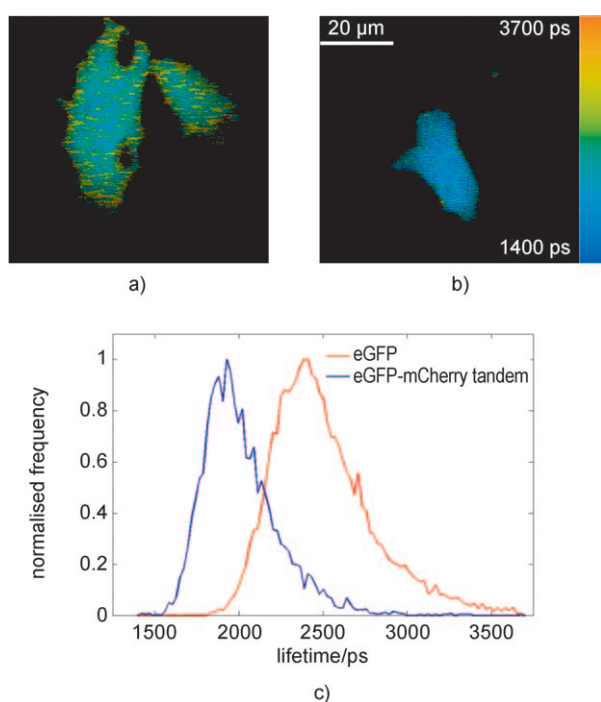 20 µm
3700 ps
1400 ps
a)
b)
normalised frequency
1
0.8
0.6
0.4
0.2
0
eGFP
eGFP-mCherry tandem
1500 2000 2500 3000 3500
lifetime/ps
c)